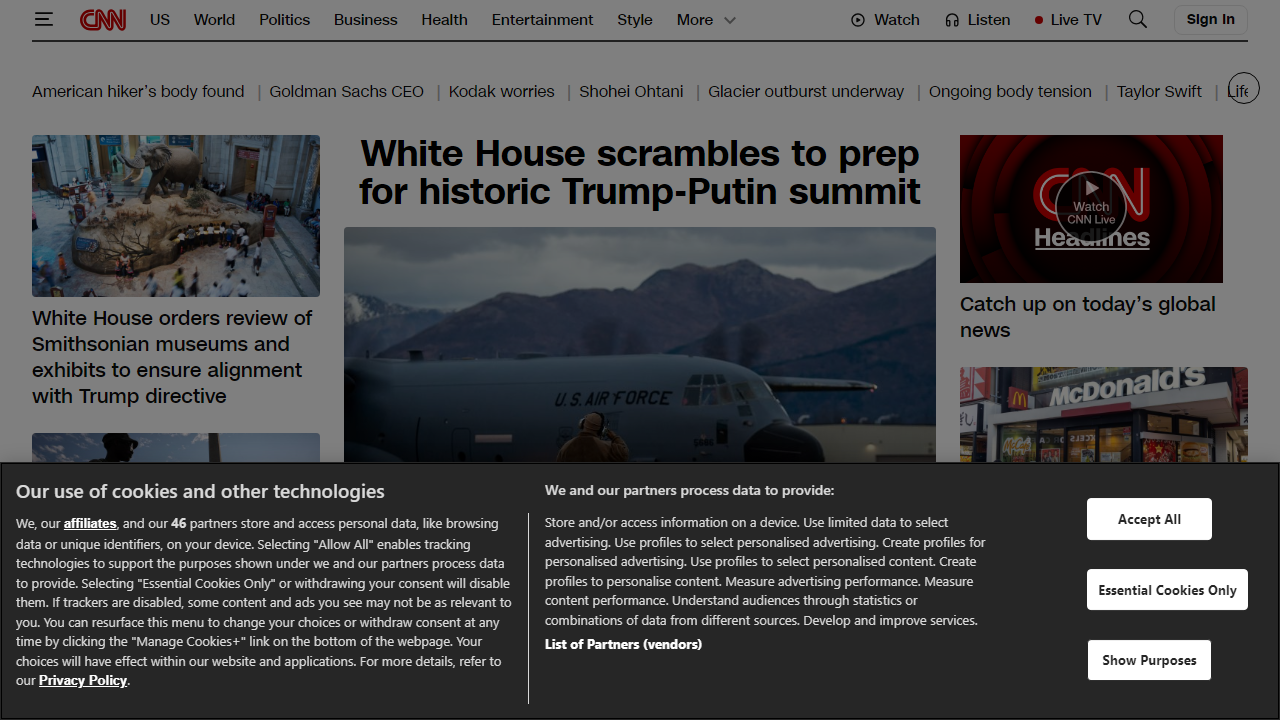 CNN US World Politics Business Health Entertainment Style More Watch Listen Live TV Sign In
American hiker’s body found | Goldman Sachs CEO | Kodak worries | Shohei Ohtani | Glacier outburst underway | Ongoing body tension | Taylor Swift | Life
White House orders review of
Smithsonian museums and
exhibits to ensure alignment
with Trump directive
White House scrambles to prep
for historic Trump-Putin summit
U.S. AIR FORCE
CNN
Watch
CNN Live
Headlines
Catch up on today’s global
news
McDonald's
Our use of cookies and other technologies
We, our affiliates, and our 46 partners store and access personal data, like browsing
data or unique identifiers, on your device. Selecting "Allow All" enables tracking
technologies to support the purposes shown under we and our partners process data
to provide. Selecting "Essential Cookies Only" or withdrawing your consent will disable
them. If trackers are disabled, some content and ads you see may not be as relevant to
you. You can resurface this menu to change your choices or withdraw consent at any
time by clicking the "Manage Cookies+" link on the bottom of the webpage. Your
choices will have effect within our website and applications. For more details, refer to
our Privacy Policy.
We and our partners process data to provide:
Store and/or access information on a device. Use limited data to select
advertising. Use profiles to select personalised advertising. Create profiles for
personalised advertising. Use profiles to select personalised content. Create
profiles to personalise content. Measure advertising performance. Measure
content performance. Understand audiences through statistics or
combinations of data from different sources. Develop and improve services.
List of Partners (vendors)
Accept All
Essential Cookies Only
Show Purposes